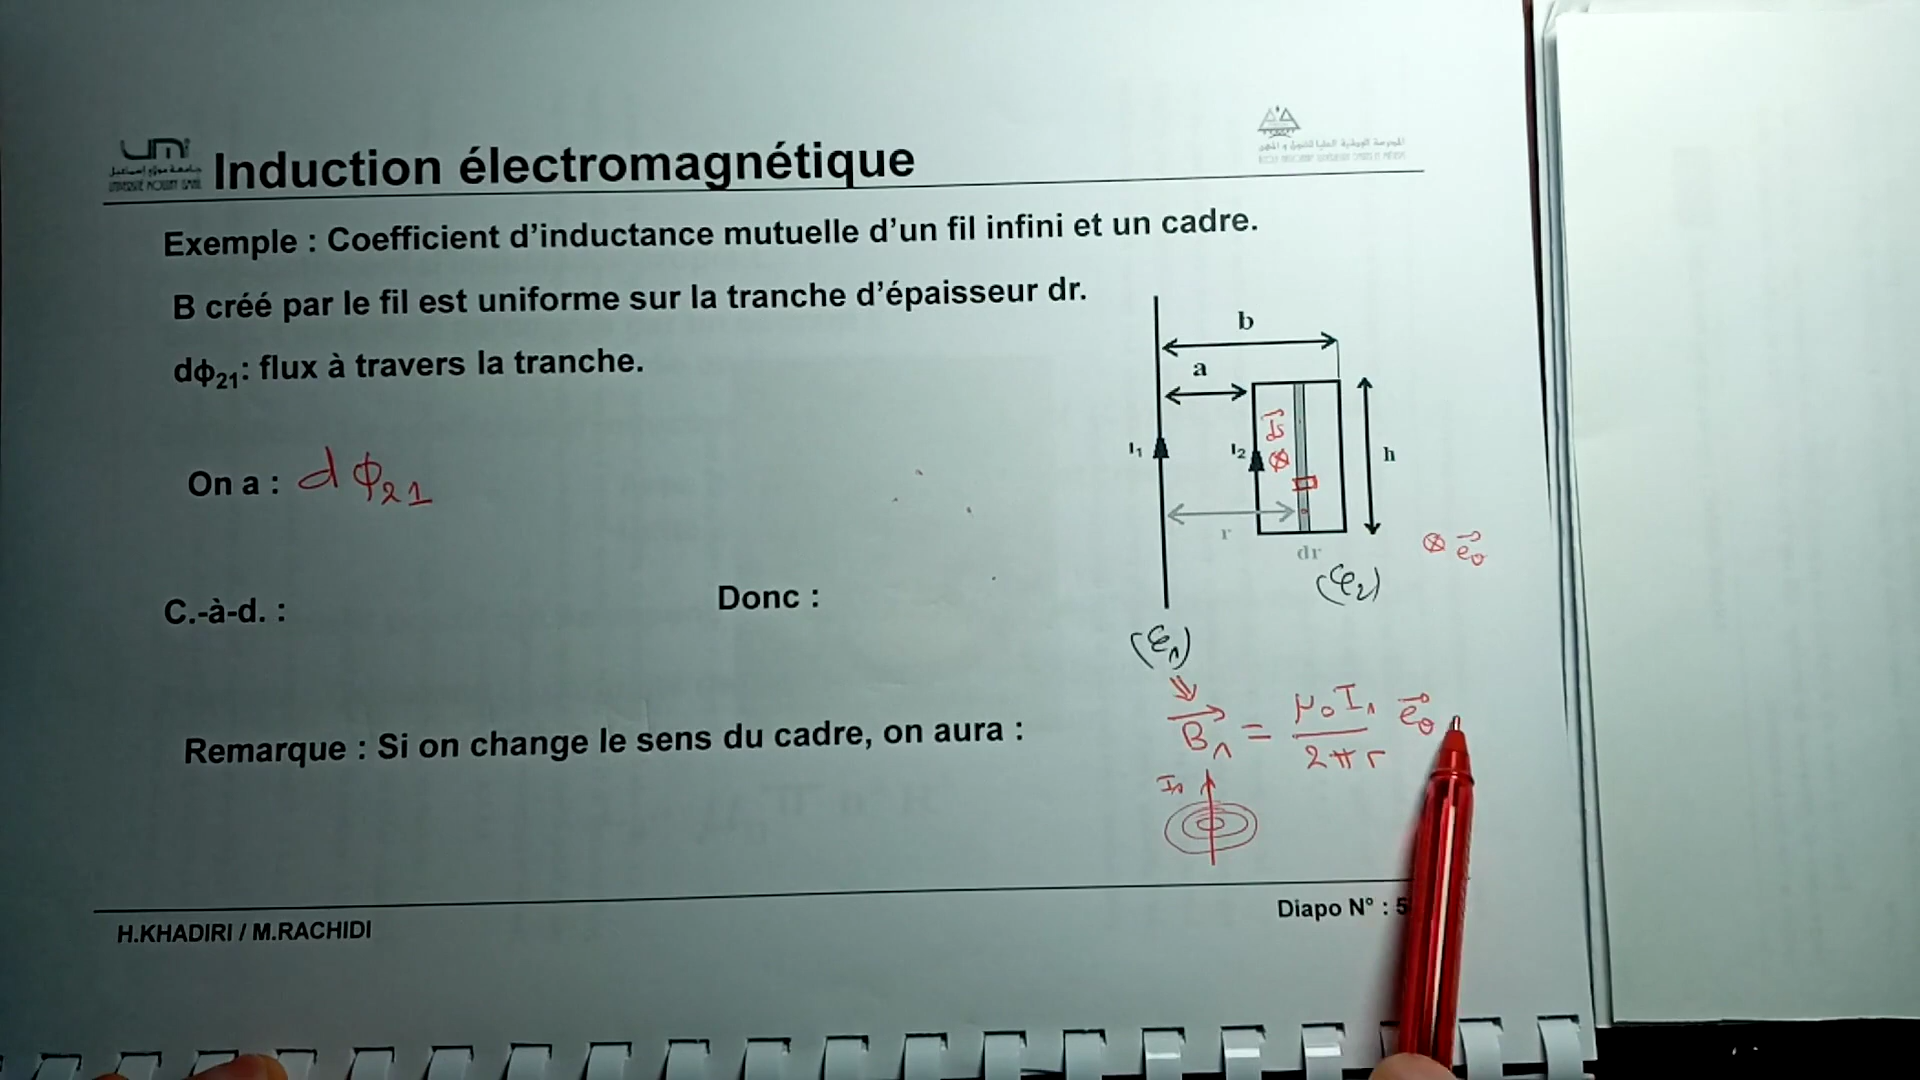 Induction électromagnétique
Exemple : Coefficient d'inductance mutuelle d'un fil infini et un cadre.
B créé par le fil est uniforme sur la tranche d'épaisseur dr.
dϕ₂₁: flux à travers la tranche.
b
a
I₁
I₂
h
r
dr
⊗ e⃗θ
(𝒞₂)
(𝒞₁)
On a : dϕ₂₁
C.-à-d. :
Donc :
B⃗₁ = μ₀I₁ / 2πr e⃗θ
I₁
Remarque : Si on change le sens du cadre, on aura :
H.KHADIRI / M.RACHIDI
Diapo N° : 5